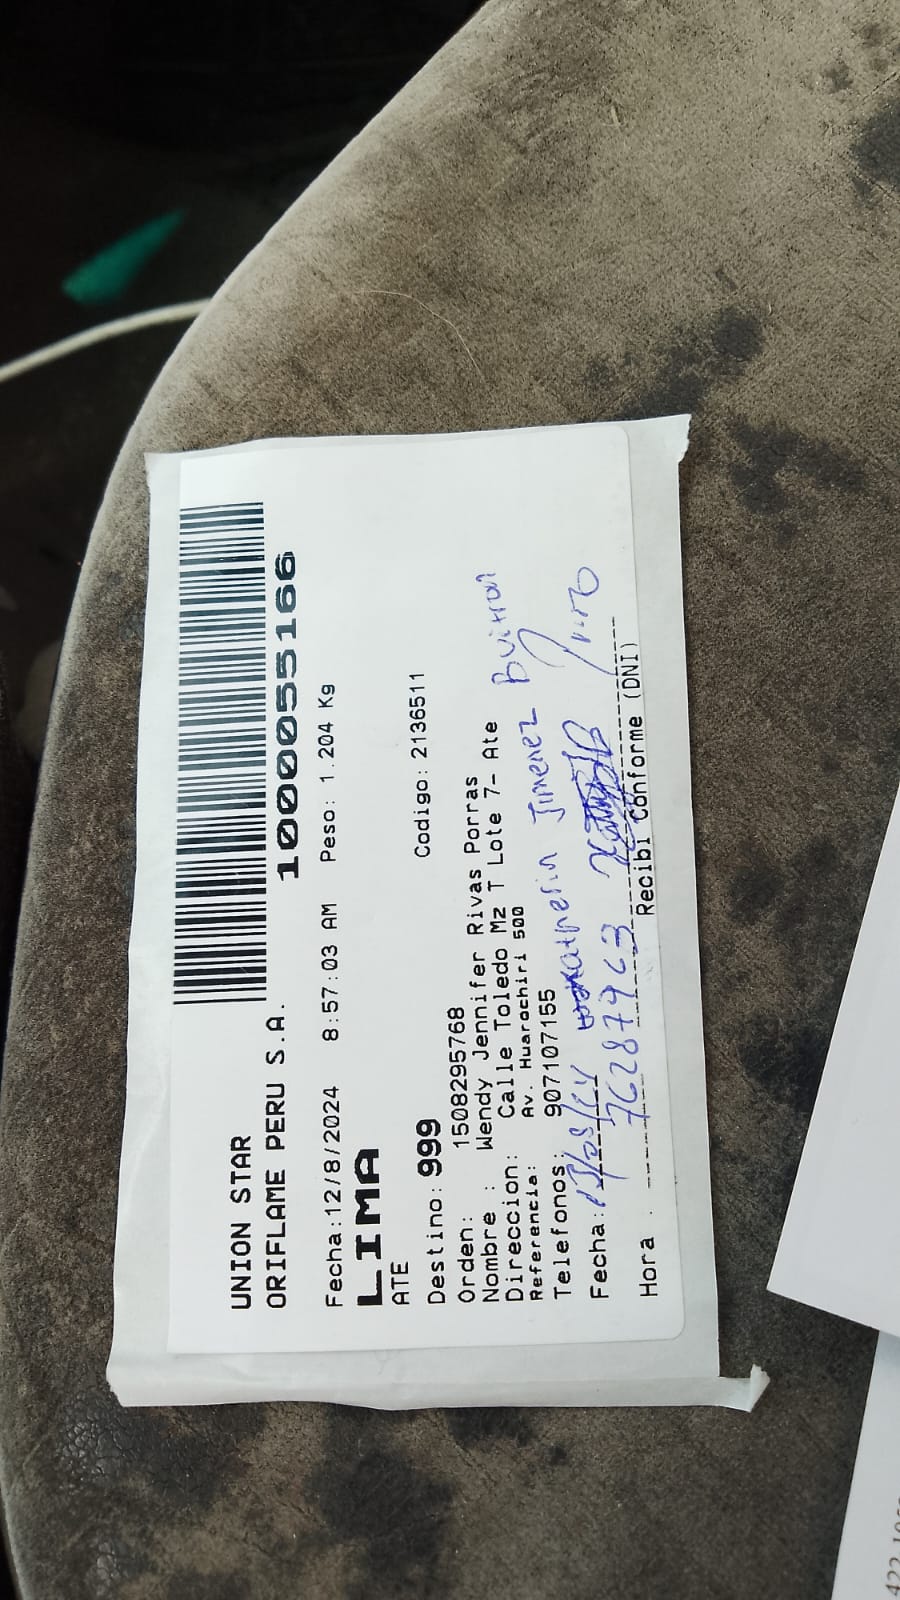 UNION STAR
ORIFLAME PERU S.A.
1000055166
Fecha:12/8/2024 8:57:03 AM Peso: 1.204 Kg
LIMA
ATE
Destino: 999 Codigo: 2136511
Orden: 1508295768
Nombre : Wendy Jennifer Rivas Porras
Direccion: Calle Toledo Mz T Lote 7- Ate
Referencia: Av. Huarochiri 500
Telefonos: 907107155
Katherin Jimenez Buitron
Fecha:
Hora . Recibi Conforme (DNI)